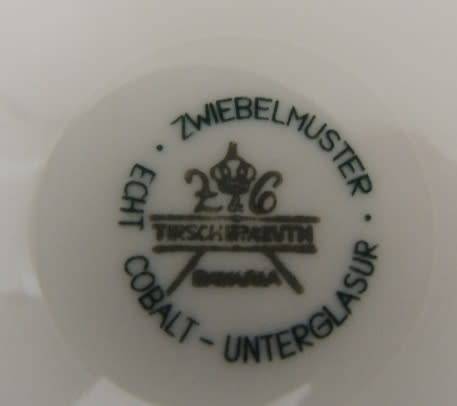 ZWIEBELMUSTER
ECHT COBALT - UNTERGLASUR
TIRSCHENREUTH
BAVARIA